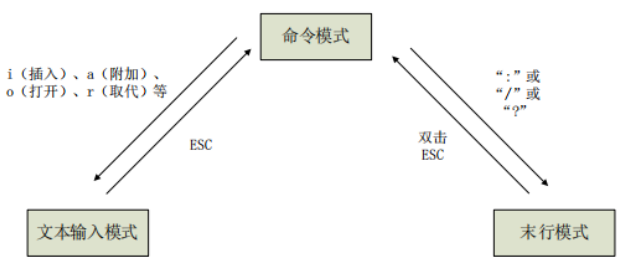 命令模式
i（插入）、a（附加）、
o（打开）、r（取代）等
“:”或
“/”或
“?”
ESC
双击
ESC
文本输入模式
末行模式